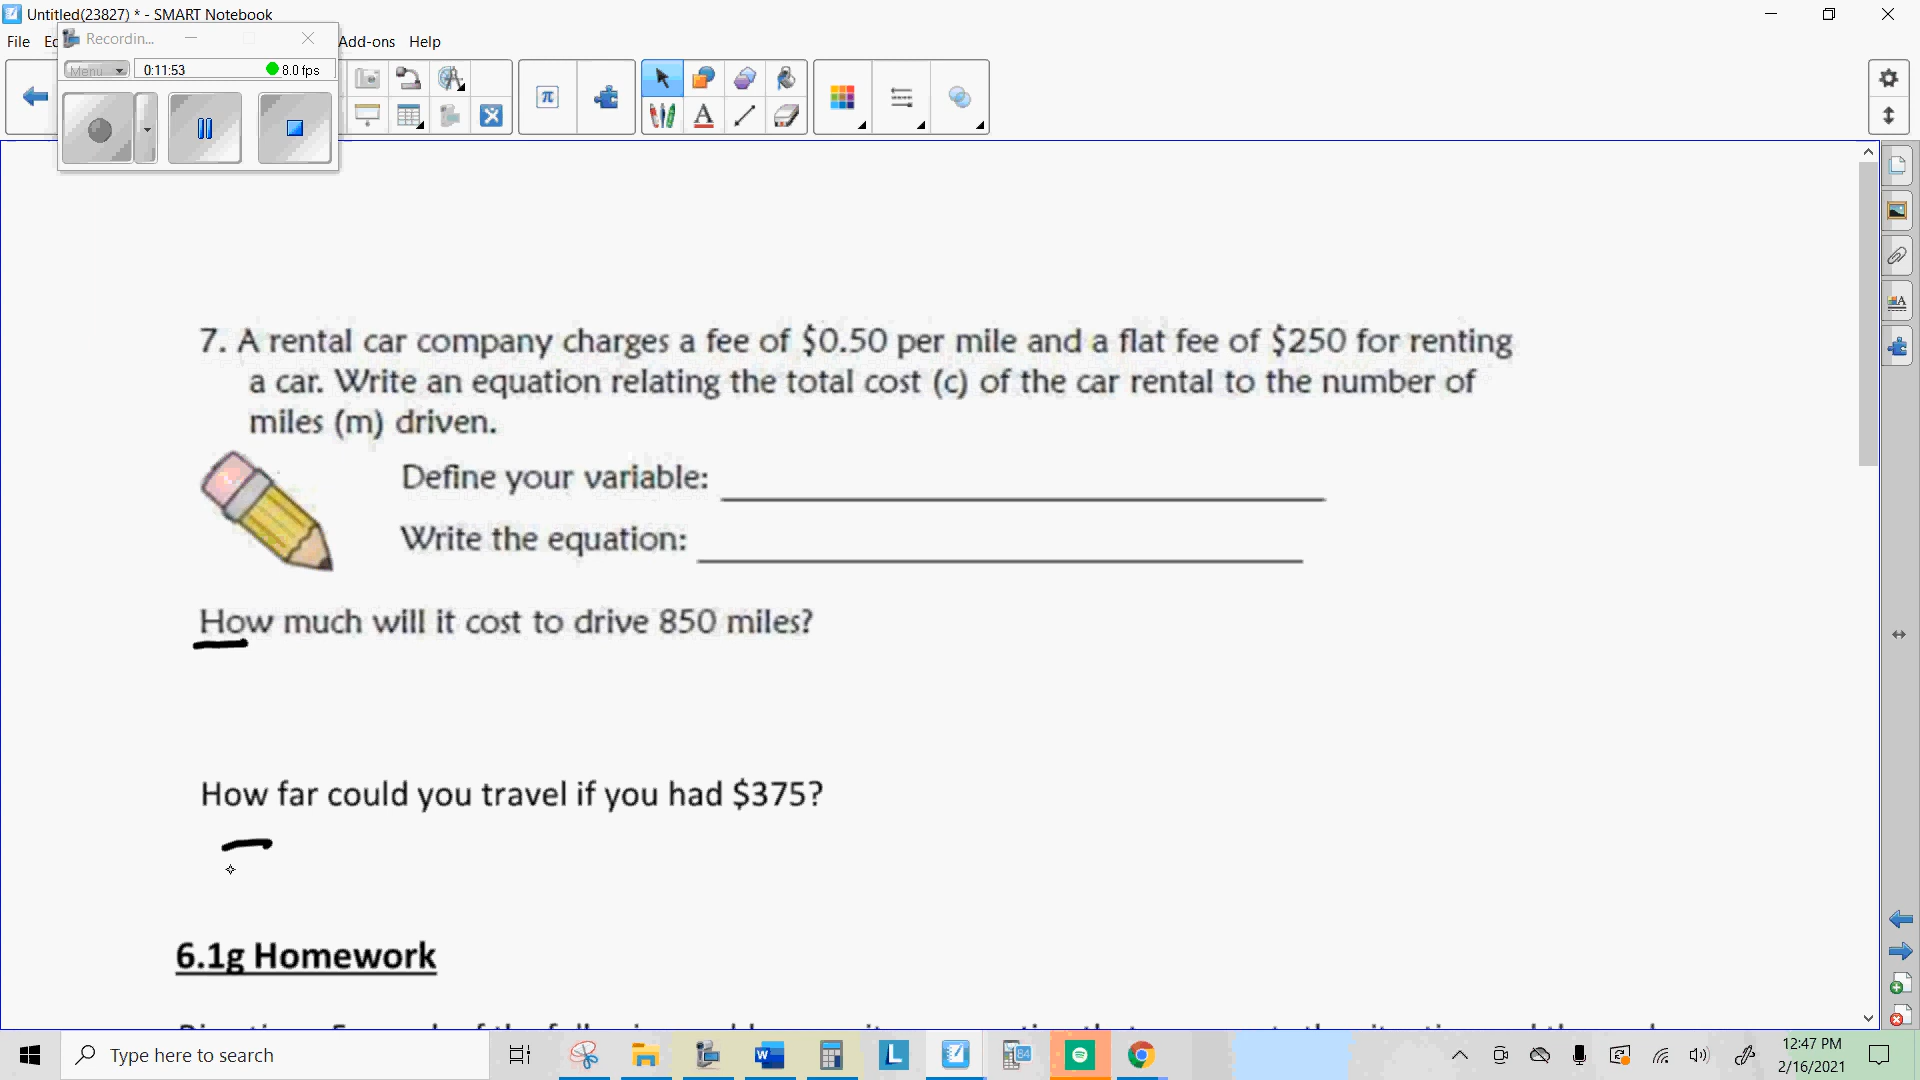 Untitled(23827) * - SMART Notebook
File
Recordin...
Add-ons Help
Menu
0:11:53
8.0 fps
π
A
7. A rental car company charges a fee of $0.50 per mile and a flat fee of $250 for renting
a car. Write an equation relating the total cost (c) of the car rental to the number of
miles (m) driven.
Define your variable:
Write the equation:
How much will it cost to drive 850 miles?
How far could you travel if you had $375?
6.1g Homework
Type here to search
W
L
84
12:47 PM
2/16/2021